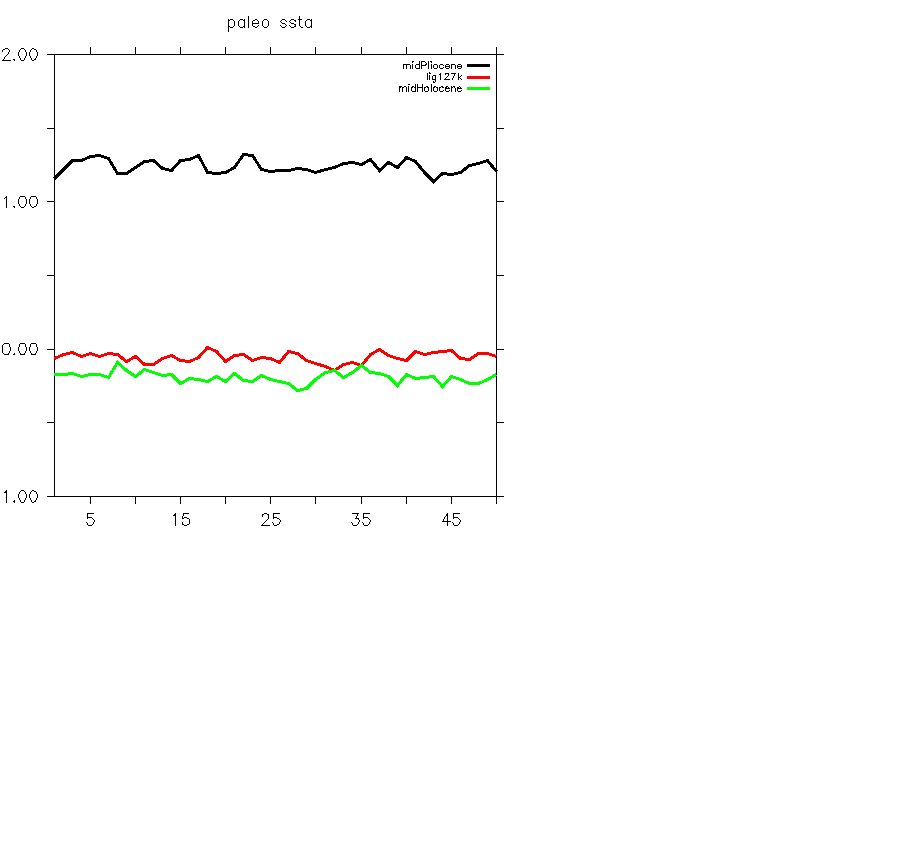 paleo ssta
2.00
midPliocene
lig127k
midHolocene
1.00
0.00
1.00
5 15 25 35 45